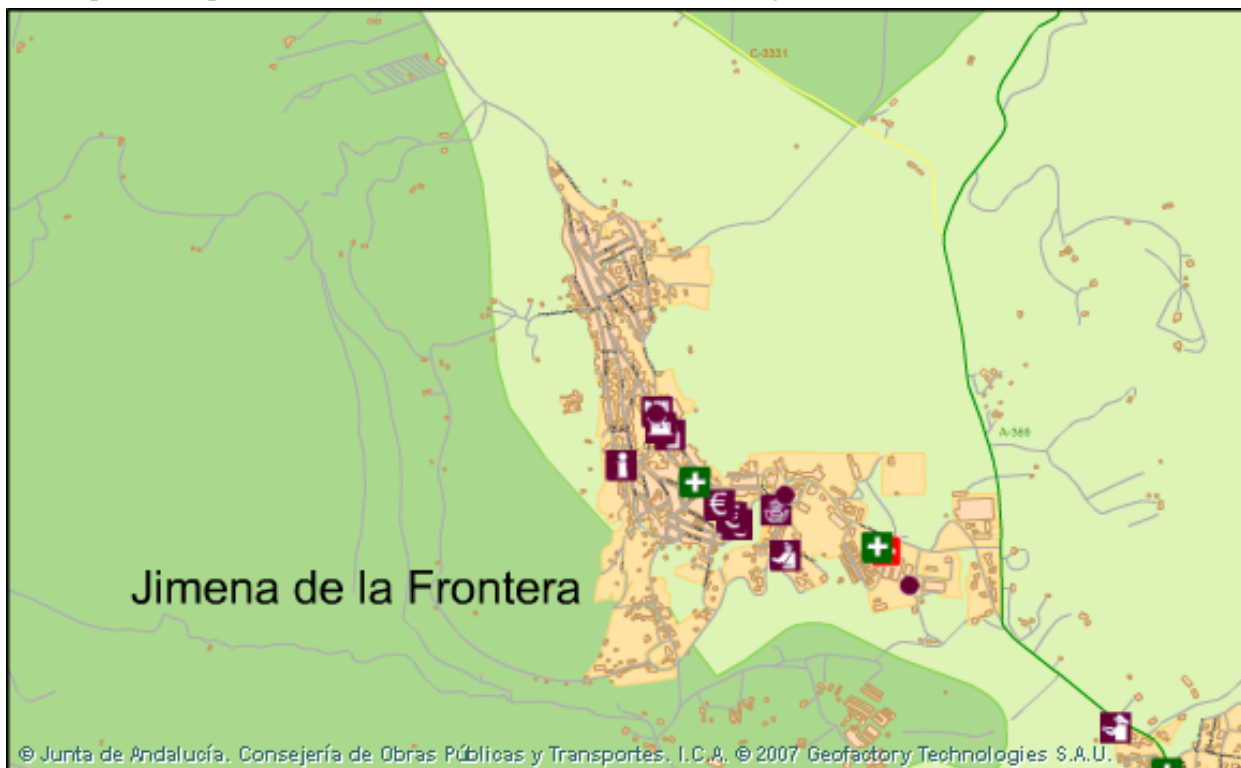 C-3331
A-369
Jimena de la Frontera
© Junta de Andalucía. Consejería de Obras Públicas y Transportes. I.C.A. © 2007 Geofactory Technologies S.A.U.